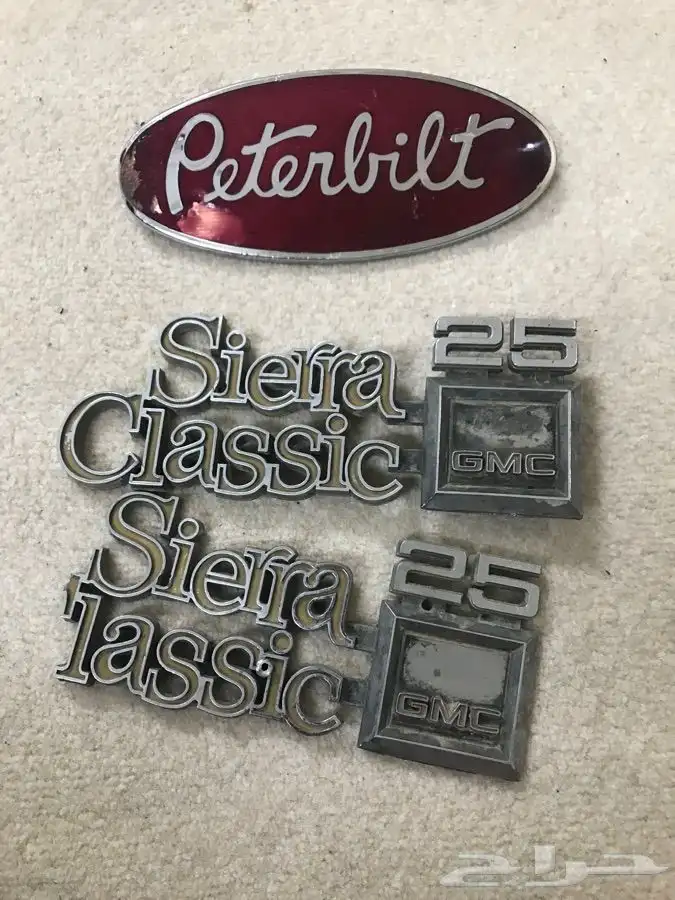 Peterbilt
25
Sierra
Classic
GMC
25
Sierra
lassic
GMC
حراج